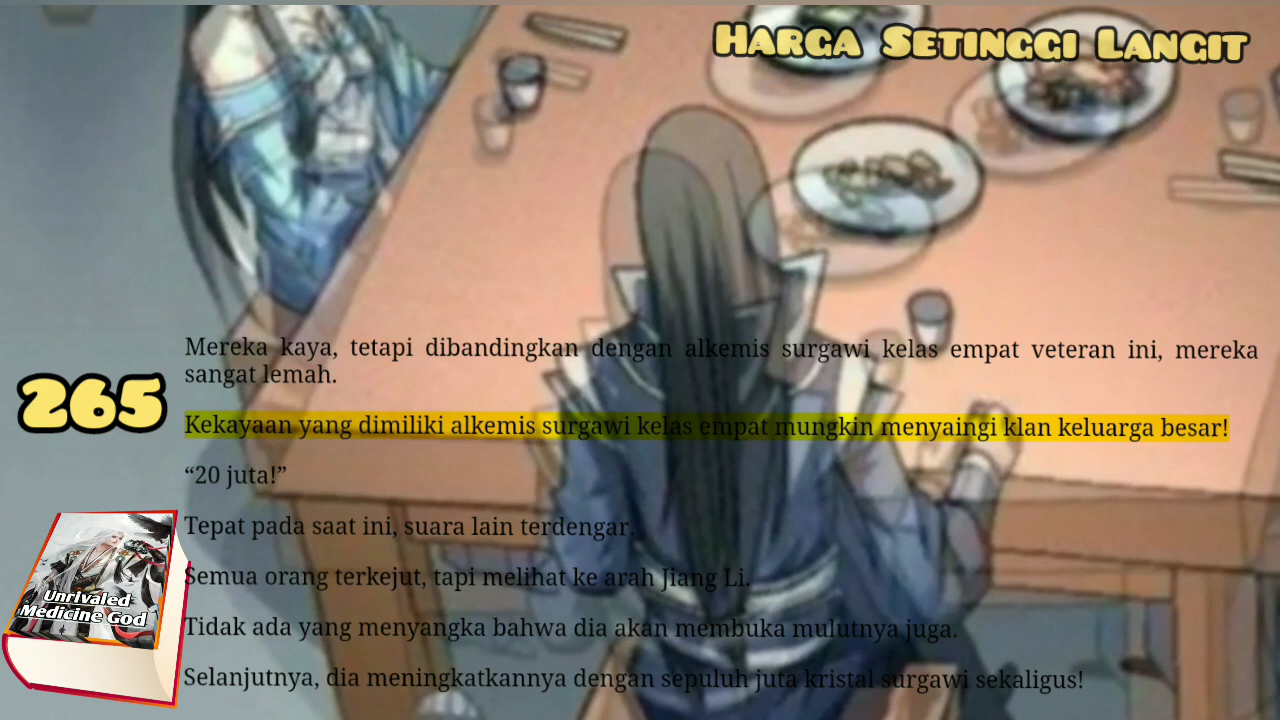 HARGA SETINGGI LANGIT
Mereka kaya, tetapi dibandingkan dengan alkemis surgawi kelas empat veteran ini, mereka
sangat lemah.
265
Kekayaan yang dimiliki alkemis surgawi kelas empat mungkin menyaingi klan keluarga besar!
“20 juta!”
Tepat pada saat ini, suara lain terdengar.
Semua orang terkejut, tapi melihat ke arah Jiang Li.
Tidak ada yang menyangka bahwa dia akan membuka mulutnya juga.
Selanjutnya, dia meningkatkannya dengan sepuluh juta kristal surgawi sekaligus!
Unrivaled
Medicine God